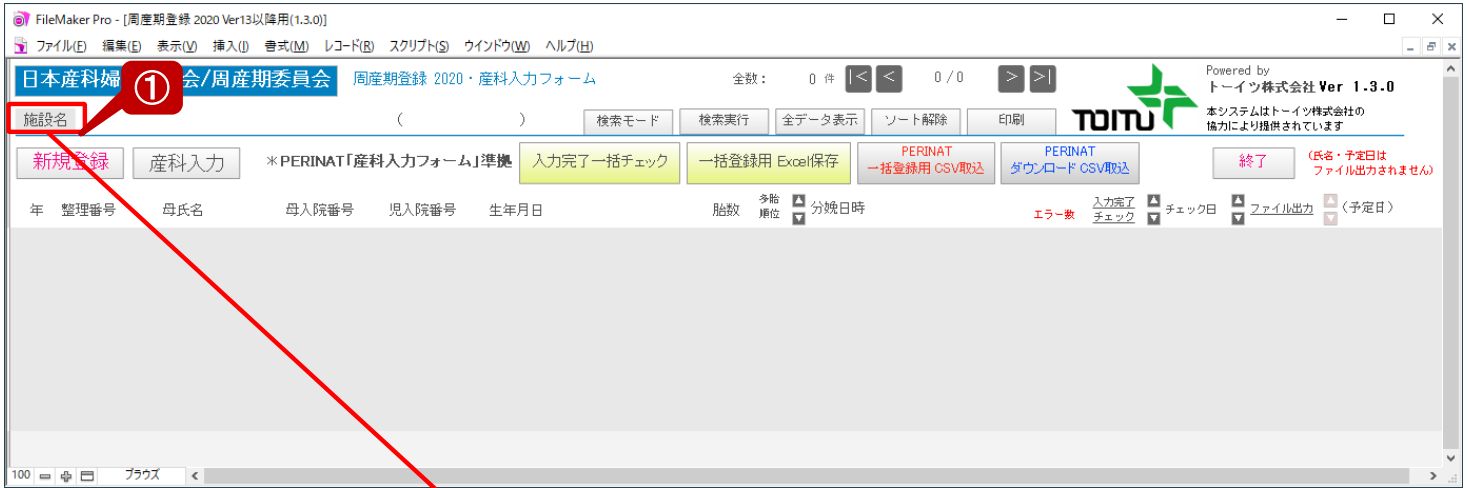 FileMaker Pro - [周産期登録 2020 Ver13以降用(1.3.0)]
ファイル(F) 編集(E) 表示(V) 挿入(I) 書式(M) レコード(R) スクリプト(S) ウインドウ(W) ヘルプ(H)
日本産科婦 会/周産期委員会 周産期登録 2020・産科入力フォーム 全数： 0 件 |< < 0 / 0 > >|
①
Powered by
トーイツ株式会社 Ver 1.3.0
本システムはトーイツ株式会社の
協力により提供されています
TOITU
施設名 ( ) 検索モード 検索実行 全データ表示 ソート解除 印刷
新規登録 産科入力 ＊PERINAT「産科入力フォーム」準拠 入力完了一括チェック 一括登録用 Excel保存 PERINAT
一括登録用 CSV取込 PERINAT
ダウンロード CSV取込 終了 (氏名・予定日は
ファイル出力されません)
年 整理番号 母氏名 母入院番号 児入院番号 生年月日 胎数 多胎
順位 ▲▼ 分娩日時 エラー数 入力完了
チェック ▲▼ チェック日 ▲▼ ファイル出力 ▲▼ (予定日)
100 ブラウズ